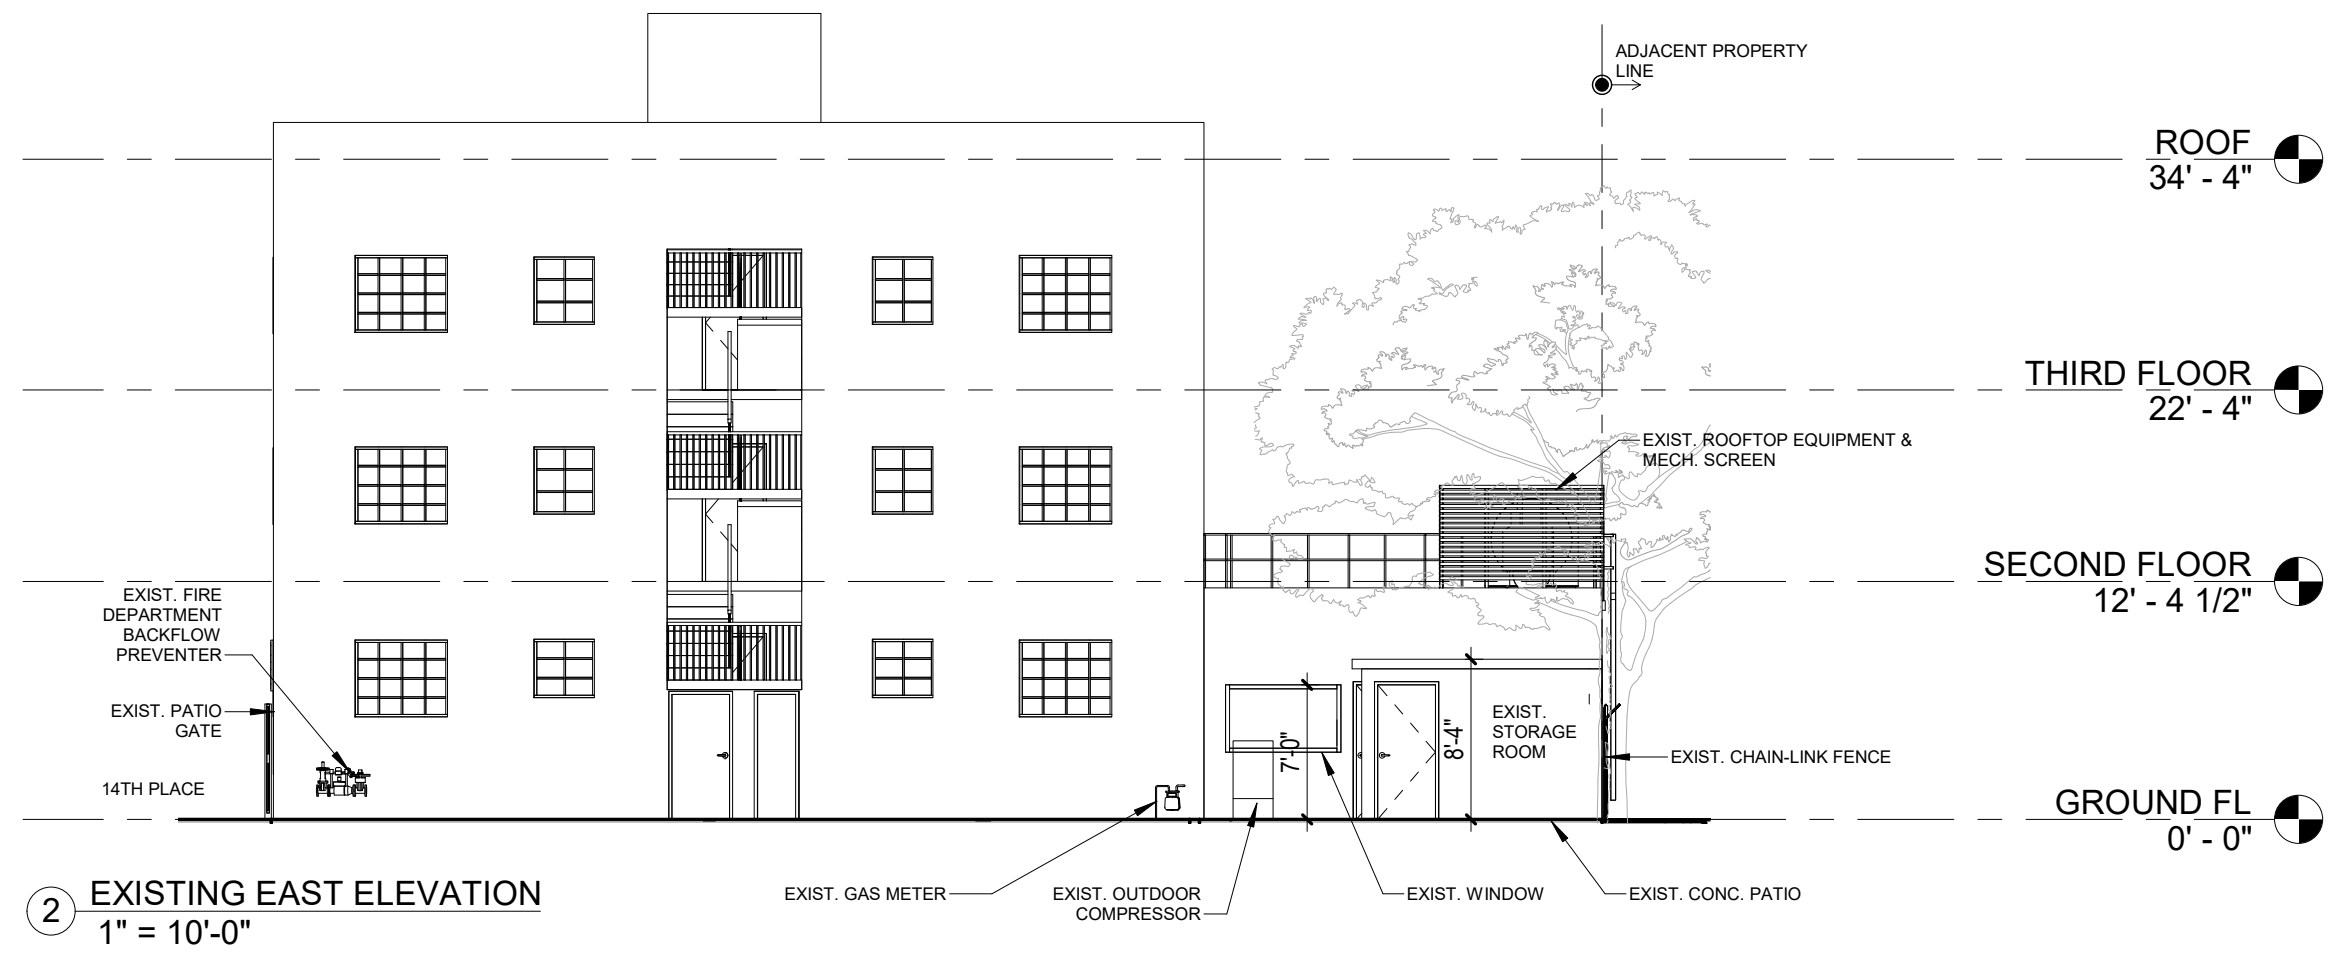 ADJACENT PROPERTY
LINE
ROOF
34' - 4"
THIRD FLOOR
22' - 4"
EXIST. ROOFTOP EQUIPMENT &
MECH. SCREEN
SECOND FLOOR
12' - 4 1/2"
EXIST. FIRE
DEPARTMENT
BACKFLOW
PREVENTER
EXIST. PATIO
GATE
14TH PLACE
7'-0"
8'-4"
EXIST.
STORAGE
ROOM
EXIST. CHAIN-LINK FENCE
GROUND FL
0' - 0"
EXIST. GAS METER
EXIST. OUTDOOR
COMPRESSOR
EXIST. WINDOW
EXIST. CONC. PATIO
2
EXISTING EAST ELEVATION
1" = 10'-0"